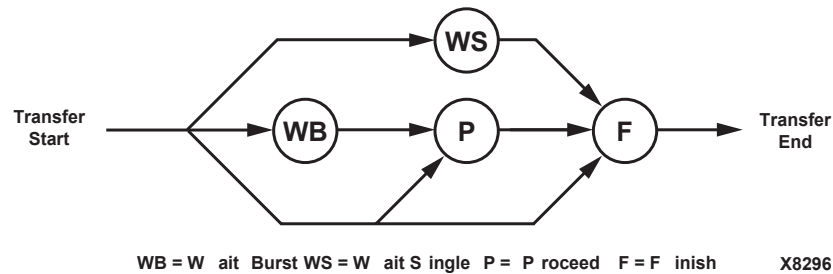 WS
Transfer
Start
WB
P
F
Transfer
End
WB = W ait Burst WS = W ait S ingle P = P roceed F = F inish
X8296